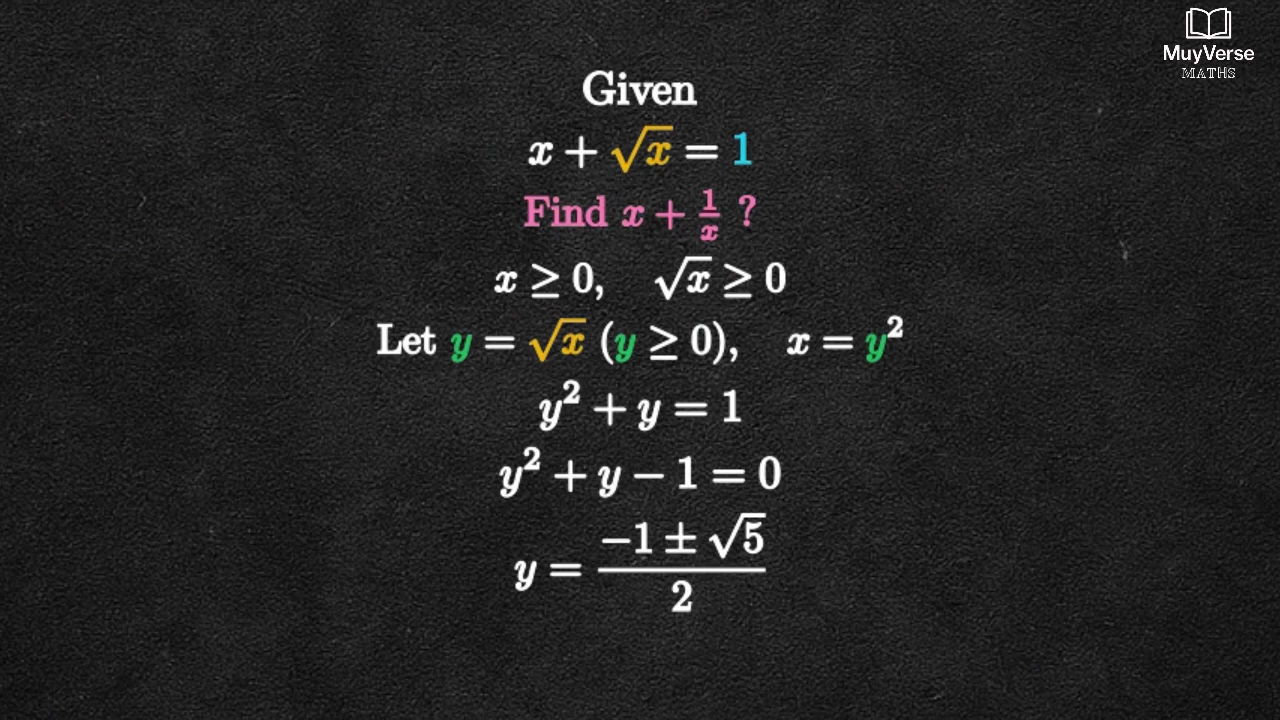 MuyVerse
MATHS
Given
x + √x = 1
Find x + 1/x ?
x ≥ 0, √x ≥ 0
Let y = √x (y ≥ 0), x = y²
y² + y = 1
y² + y − 1 = 0
y = (−1 ± √5)/2